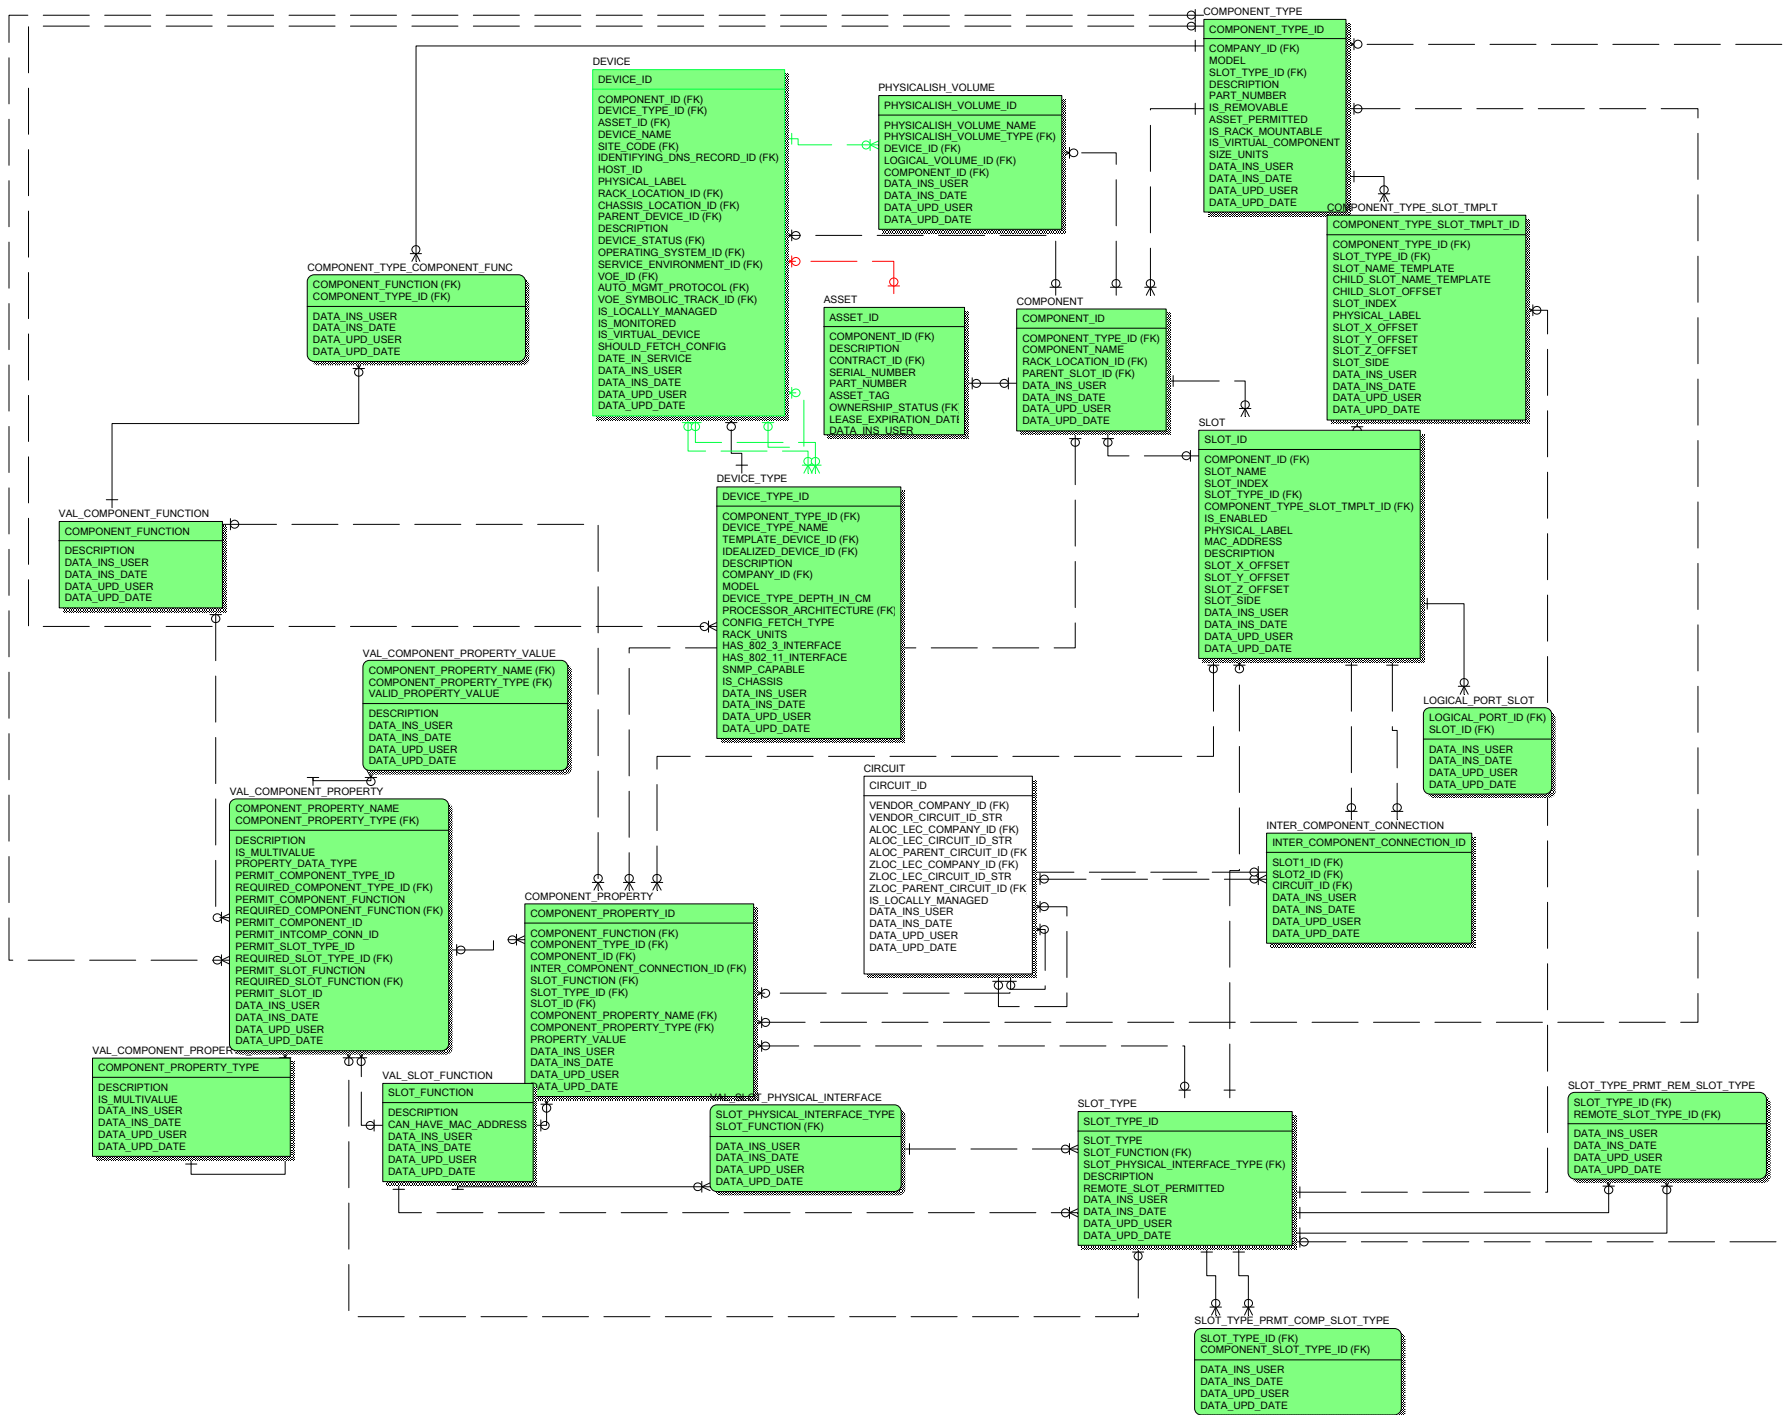 COMPONENT_TYPE
COMPONENT_TYPE_ID
COMPANY_ID (FK)
MODEL
SLOT_TYPE_ID (FK)
DESCRIPTION
PART_NUMBER
IS_REMOVABLE
ASSET_PERMITTED
IS_RACK_MOUNTABLE
IS_VIRTUAL_COMPONENT
SIZE_UNITS
DATA_INS_USER
DATA_INS_DATE
DATA_UPD_USER
DATA_UPD_DATE
DEVICE
DEVICE_ID
COMPONENT_ID (FK)
DEVICE_TYPE_ID (FK)
ASSET_ID (FK)
DEVICE_NAME
SITE_CODE (FK)
IDENTIFYING_DNS_RECORD_ID (FK)
HOST_ID
PHYSICAL_LABEL
RACK_LOCATION_ID (FK)
CHASSIS_LOCATION_ID (FK)
PARENT_DEVICE_ID (FK)
DESCRIPTION
DEVICE_STATUS (FK)
OPERATING_SYSTEM_ID (FK)
SERVICE_ENVIRONMENT_ID (FK)
VOE_ID (FK)
AUTO_MGMT_PROTOCOL (FK)
VOE_SYMBOLIC_TRACK_ID (FK)
IS_LOCALLY_MANAGED
IS_MONITORED
IS_VIRTUAL_DEVICE
SHOULD_FETCH_CONFIG
DATE_IN_SERVICE
DATA_INS_USER
DATA_INS_DATE
DATA_UPD_USER
DATA_UPD_DATE
PHYSICALISH_VOLUME
PHYSICALISH_VOLUME_ID
PHYSICALISH_VOLUME_NAME
PHYSICALISH_VOLUME_TYPE (FK)
DEVICE_ID (FK)
LOGICAL_VOLUME_ID (FK)
COMPONENT_ID (FK)
DATA_INS_USER
DATA_INS_DATE
DATA_UPD_USER
DATA_UPD_DATE
COMPONENT_TYPE_SLOT_TMPLT
COMPONENT_TYPE_SLOT_TMPLT_ID
COMPONENT_TYPE_ID (FK)
SLOT_TYPE_ID (FK)
SLOT_NAME_TEMPLATE
CHILD_SLOT_NAME_TEMPLATE
CHILD_SLOT_OFFSET
SLOT_INDEX
PHYSICAL_LABEL
SLOT_X_OFFSET
SLOT_Y_OFFSET
SLOT_Z_OFFSET
SLOT_SIDE
DATA_INS_USER
DATA_INS_DATE
DATA_UPD_USER
DATA_UPD_DATE
COMPONENT_TYPE_COMPONENT_FUNC
COMPONENT_FUNCTION (FK)
COMPONENT_TYPE_ID (FK)
DATA_INS_USER
DATA_INS_DATE
DATA_UPD_USER
DATA_UPD_DATE
ASSET
ASSET_ID
COMPONENT_ID (FK)
DESCRIPTION
CONTRACT_ID (FK)
SERIAL_NUMBER
PART_NUMBER
ASSET_TAG
OWNERSHIP_STATUS (FK
LEASE_EXPIRATION_DATE
DATA_INS_USER
COMPONENT
COMPONENT_ID
COMPONENT_TYPE_ID (FK)
COMPONENT_NAME
RACK_LOCATION_ID (FK)
PARENT_SLOT_ID (FK)
DATA_INS_USER
DATA_INS_DATE
DATA_UPD_USER
DATA_UPD_DATE
SLOT
SLOT_ID
COMPONENT_ID (FK)
SLOT_NAME
SLOT_INDEX
SLOT_TYPE_ID (FK)
COMPONENT_TYPE_SLOT_TMPLT_ID (FK)
IS_ENABLED
PHYSICAL_LABEL
MAC_ADDRESS
DESCRIPTION
SLOT_X_OFFSET
SLOT_Y_OFFSET
SLOT_Z_OFFSET
SLOT_SIDE
DATA_INS_USER
DATA_INS_DATE
DATA_UPD_USER
DATA_UPD_DATE
DEVICE_TYPE
DEVICE_TYPE_ID
COMPONENT_TYPE_ID (FK)
DEVICE_TYPE_NAME
TEMPLATE_DEVICE_ID (FK)
IDEALIZED_DEVICE_ID (FK)
DESCRIPTION
COMPANY_ID (FK)
MODEL
DEVICE_TYPE_DEPTH_IN_CM
PROCESSOR_ARCHITECTURE (FK)
CONFIG_FETCH_TYPE
RACK_UNITS
HAS_802_3_INTERFACE
HAS_802_11_INTERFACE
SNMP_CAPABLE
IS_CHASSIS
DATA_INS_USER
DATA_INS_DATE
DATA_UPD_USER
DATA_UPD_DATE
VAL_COMPONENT_FUNCTION
COMPONENT_FUNCTION
DESCRIPTION
DATA_INS_USER
DATA_INS_DATE
DATA_UPD_USER
DATA_UPD_DATE
VAL_COMPONENT_PROPERTY_VALUE
COMPONENT_PROPERTY_NAME (FK)
COMPONENT_PROPERTY_TYPE (FK)
VALID_PROPERTY_VALUE
DESCRIPTION
DATA_INS_USER
DATA_INS_DATE
DATA_UPD_USER
DATA_UPD_DATE
LOGICAL_PORT_SLOT
LOGICAL_PORT_ID (FK)
SLOT_ID (FK)
DATA_INS_USER
DATA_INS_DATE
DATA_UPD_USER
DATA_UPD_DATE
CIRCUIT
CIRCUIT_ID
VENDOR_COMPANY_ID (FK)
VENDOR_CIRCUIT_ID_STR
ALOC_LEC_COMPANY_ID (FK)
ALOC_LEC_CIRCUIT_ID_STR
ALOC_PARENT_CIRCUIT_ID (FK
ZLOC_LEC_COMPANY_ID (FK)
ZLOC_LEC_CIRCUIT_ID_STR
ZLOC_PARENT_CIRCUIT_ID (FK
IS_LOCALLY_MANAGED
DATA_INS_USER
DATA_INS_DATE
DATA_UPD_USER
DATA_UPD_DATE
VAL_COMPONENT_PROPERTY
COMPONENT_PROPERTY_NAME
COMPONENT_PROPERTY_TYPE (FK)
DESCRIPTION
IS_MULTIVALUE
PROPERTY_DATA_TYPE
PERMIT_COMPONENT_TYPE_ID
REQUIRED_COMPONENT_TYPE_ID (FK)
PERMIT_COMPONENT_FUNCTION
REQUIRED_COMPONENT_FUNCTION (FK)
PERMIT_COMPONENT_ID
PERMIT_INTCOMP_CONN_ID
PERMIT_SLOT_TYPE_ID
REQUIRED_SLOT_TYPE_ID (FK)
PERMIT_SLOT_FUNCTION
REQUIRED_SLOT_FUNCTION (FK)
PERMIT_SLOT_ID
DATA_INS_USER
DATA_INS_DATE
DATA_UPD_USER
DATA_UPD_DATE
INTER_COMPONENT_CONNECTION
INTER_COMPONENT_CONNECTION_ID
SLOT1_ID (FK)
SLOT2_ID (FK)
CIRCUIT_ID (FK)
DATA_INS_USER
DATA_INS_DATE
DATA_UPD_USER
DATA_UPD_DATE
COMPONENT_PROPERTY
COMPONENT_PROPERTY_ID
COMPONENT_FUNCTION (FK)
COMPONENT_TYPE_ID (FK)
COMPONENT_ID (FK)
INTER_COMPONENT_CONNECTION_ID (FK)
SLOT_FUNCTION (FK)
SLOT_TYPE_ID (FK)
SLOT_ID (FK)
COMPONENT_PROPERTY_NAME (FK)
COMPONENT_PROPERTY_TYPE (FK)
PROPERTY_VALUE
DATA_INS_USER
DATA_INS_DATE
DATA_UPD_USER
DATA_UPD_DATE
VAL_COMPONENT_PROPERT
COMPONENT_PROPERTY_TYPE
DESCRIPTION
IS_MULTIVALUE
DATA_INS_USER
DATA_INS_DATE
DATA_UPD_USER
DATA_UPD_DATE
VAL_SLOT_FUNCTION
SLOT_FUNCTION
DESCRIPTION
CAN_HAVE_MAC_ADDRESS
DATA_INS_USER
DATA_INS_DATE
DATA_UPD_USER
DATA_UPD_DATE
VAL_SLOT_PHYSICAL_INTERFACE
SLOT_PHYSICAL_INTERFACE_TYPE
SLOT_FUNCTION (FK)
DATA_INS_USER
DATA_INS_DATE
DATA_UPD_USER
DATA_UPD_DATE
SLOT_TYPE
SLOT_TYPE_ID
SLOT_TYPE
SLOT_FUNCTION (FK)
SLOT_PHYSICAL_INTERFACE_TYPE (FK)
DESCRIPTION
REMOTE_SLOT_PERMITTED
DATA_INS_USER
DATA_INS_DATE
DATA_UPD_USER
DATA_UPD_DATE
SLOT_TYPE_PRMT_REM_SLOT_TYPE
SLOT_TYPE_ID (FK)
REMOTE_SLOT_TYPE_ID (FK)
DATA_INS_USER
DATA_INS_DATE
DATA_UPD_USER
DATA_UPD_DATE
SLOT_TYPE_PRMT_COMP_SLOT_TYPE
SLOT_TYPE_ID (FK)
COMPONENT_SLOT_TYPE_ID (FK)
DATA_INS_USER
DATA_INS_DATE
DATA_UPD_USER
DATA_UPD_DATE